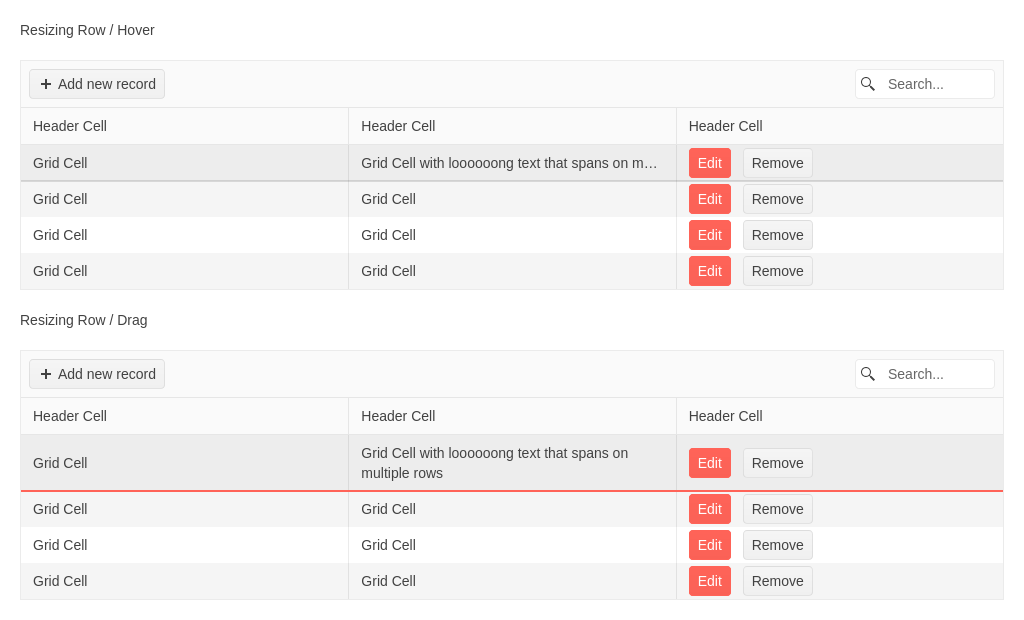 Resizing Row / Hover
Add new record Search...
Header Cell Header Cell Header Cell
Grid Cell Grid Cell with loooooong text that spans on m… Edit Remove
Grid Cell Grid Cell Edit Remove
Grid Cell Grid Cell Edit Remove
Grid Cell Grid Cell Edit Remove
Resizing Row / Drag
Add new record Search...
Header Cell Header Cell Header Cell
Grid Cell Grid Cell with loooooong text that spans on
multiple rows Edit Remove
Grid Cell Grid Cell Edit Remove
Grid Cell Grid Cell Edit Remove
Grid Cell Grid Cell Edit Remove